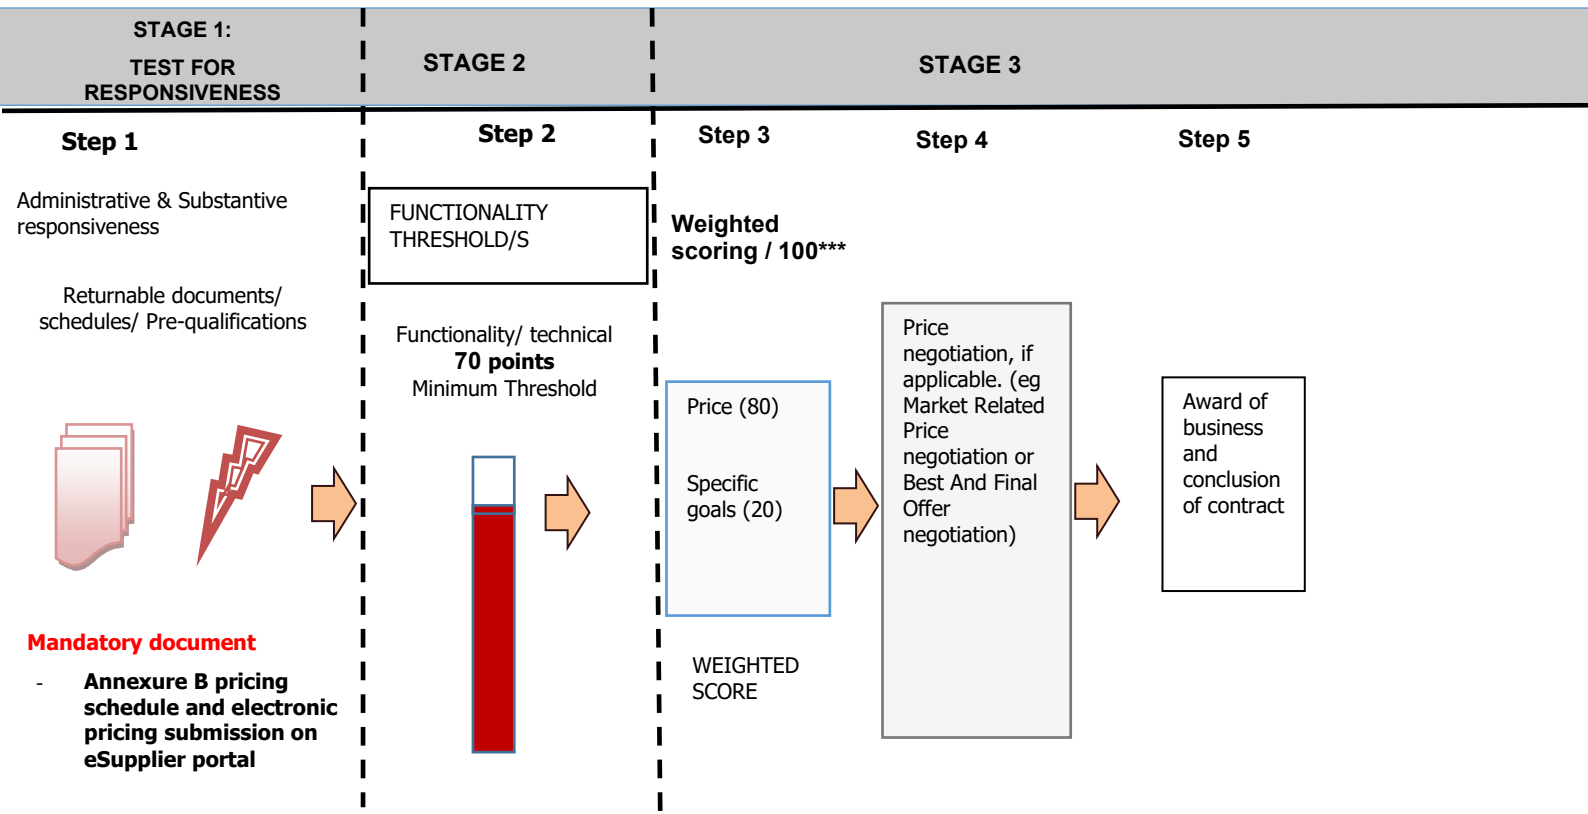 STAGE 1:
TEST FOR
RESPONSIVENESS
STAGE 2
STAGE 3
Step 1
Step 2
Step 3
Step 4
Step 5
Administrative & Substantive
responsiveness
Returnable documents/
schedules/ Pre-qualifications
Mandatory document
- Annexure B pricing
schedule and electronic
pricing submission on
eSupplier portal
FUNCTIONALITY
THRESHOLD/S
Functionality/ technical
70 points
Minimum Threshold
Weighted
scoring / 100***
Price (80)
Specific
goals (20)
WEIGHTED
SCORE
Price
negotiation, if
applicable. (eg
Market Related
Price
negotiation or
Best And Final
Offer
negotiation)
Award of
business
and
conclusion
of contract